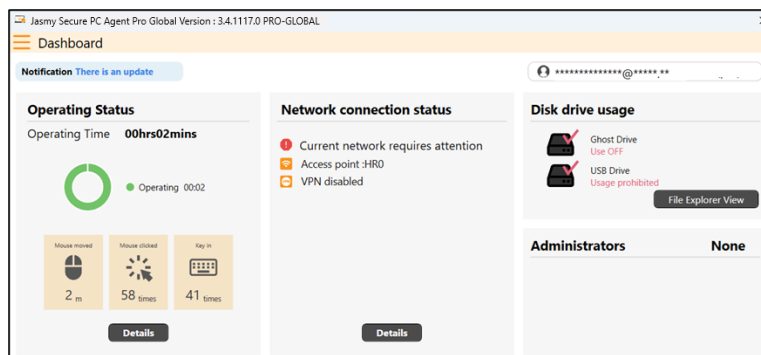 Jasmy Secure PC Agent Pro Global Version : 3.4.1117.0 PRO-GLOBAL
Dashboard
Notification There is an update
**************@*****.**
Operating Status
Operating Time 00hrs02mins
Operating 00:02
Mouse moved
2 m
Mouse clicked
58 times
Key in
41 times
Details
Network connection status
Current network requires attention
Access point :HR0
VPN disabled
Details
Disk drive usage
Ghost Drive
Use OFF
USB Drive
Usage prohibited
File Explorer View
Administrators None